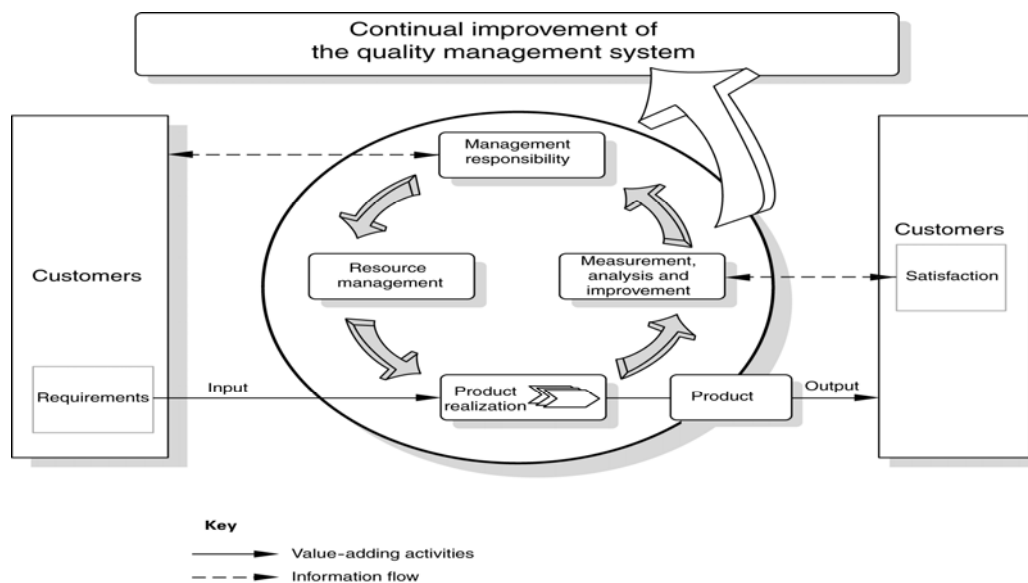 Continual improvement of
the quality management system
Management
responsibility
Customers
Customers
Resource
management
Measurement,
analysis and
improvement
Satisfaction
Requirements
Input
Product
realization
Product
Output
Key
Value-adding activities
Information flow